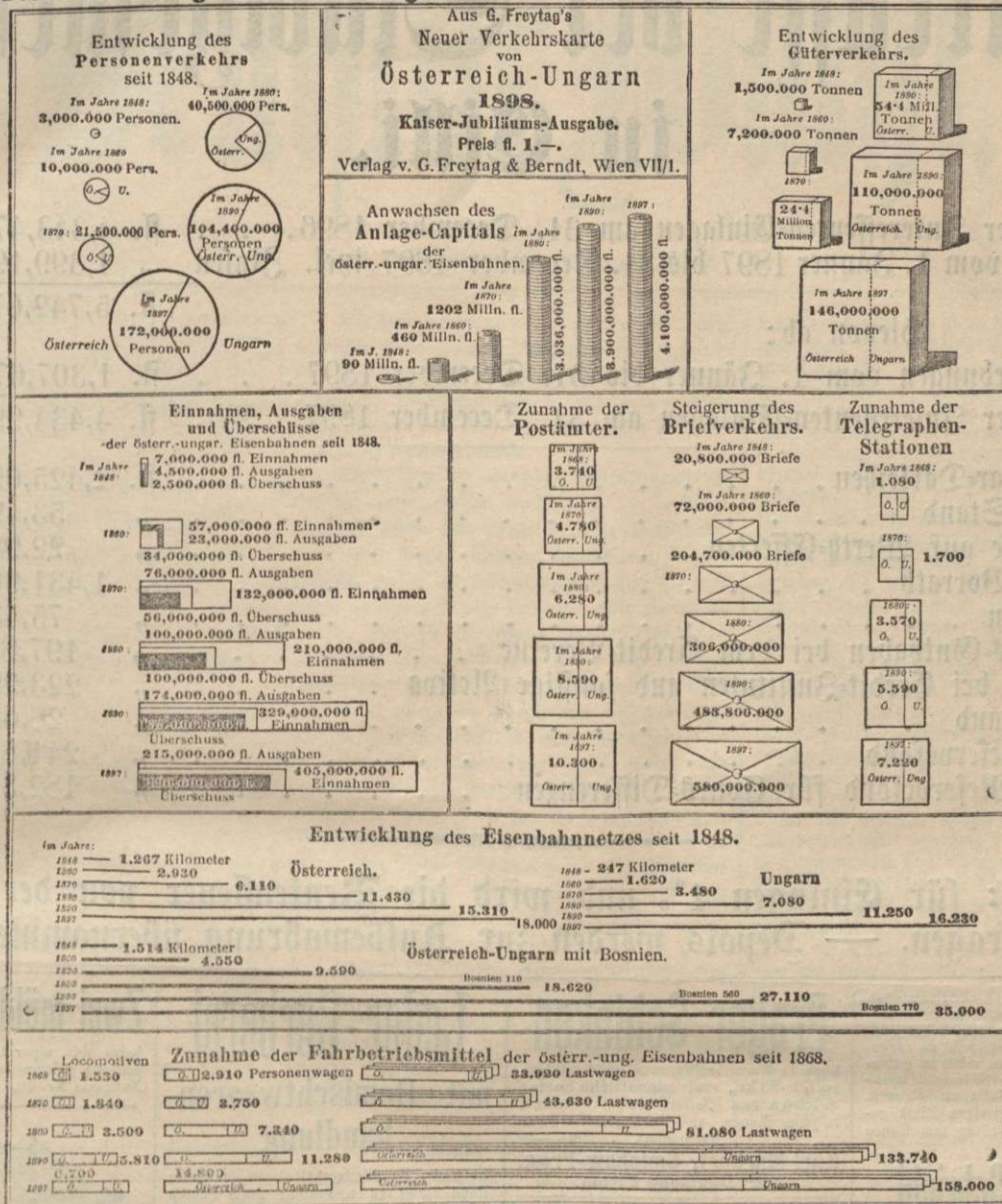 Entwicklung des
Personenverkehrs
seit 1848.
Im Jahre 1848:
3,000.000 Personen.
Im Jahre 1880:
40,500.000 Pers.
Ung.
Österr.
Im Jahre 1860
10,000.000 Pers.
Ö. U.
Im Jahre
1890
104,400.000
Personen
Österr. Ung.
1870: 21,500.000 Pers.
Ö. U.
Im Jahre
1897
172,000.000
Personen
Österreich
Ungarn
Aus G. Freytag's
Neuer Verkehrskarte
von
Österreich-Ungarn
1898.
Kaiser-Jubiläums-Ausgabe.
Preis fl. 1.—.
Verlag v. G. Freytag & Berndt, Wien VII/1.
Anwachsen des
Anlage-Capitals
der
österr.-ungar. Eisenbahnen.
Im J. 1848:
90 Milln. fl.
Im Jahre 1860:
460 Milln. fl.
Im Jahre
1870:
1202 Milln. fl.
im Jahre
1880:
3.036,000.000 fl.
Im Jahre
1890:
3.900,000.000 fl.
1897:
4.100,000.000 fl.
Entwicklung des
Güterverkehrs.
Im Jahre 1848:
1,500.000 Tonnen
Im Jahre 1860:
7,200.000 Tonnen
Im Jahre
1880:
54·4 Mill.
Tonnen
Österr. U.
1870:
24·4
Million
Tonnen
Im Jahre 1890:
110,000.000
Tonnen
Österreich Ung.
Im Jahre 1897
146,000,000
Tonnen
Österreich Ungarn
Einnahmen, Ausgaben
und Überschüsse
der österr.-ungar. Eisenbahnen seit 1848.
Im Jahre
1848:
7,000.000 fl. Einnahmen
4,500.000 fl. Ausgaben
2,500.000 fl. Überschuss
1860:
57,000.000 fl. Einnahmen
23,000.000 fl. Ausgaben
34,000.000 fl. Überschuss
76,000.000 fl. Ausgaben
1870:
132,000.000 fl. Einnahmen
56,000.000 fl. Überschuss
100,000.000 fl. Ausgaben
1880:
210,000.000 fl.
Einnahmen
100,000.000 fl. Überschuss
174,000.000 fl. Ausgaben
1890:
329,000.000 fl.
Einnahmen
Überschuss
215,000.000 fl. Ausgaben
1897:
405,000.000 fl.
Einnahmen
Überschuss
Zunahme der
Postämter.
Im Jahre
1868:
3.740
Ö. U
Im Jahre
1870:
4.780
Österr. Ung.
Im Jahre
1880:
6.280
Österr. Ung.
Im Jahre
1890:
8.590
Österr. Ung.
Im Jahre
1897:
10.300
Österr. Ung.
Steigerung des
Briefverkehrs.
Im Jahre 1848:
20,800.000 Briefe
Im Jahre 1860:
72,000.000 Briefe
204,700.000 Briefe
1870:
1880:
306,000.000
1890:
483,800.000
1897:
580,000.000
Zunahme der
Telegraphen-
Stationen
Im Jahre 1868:
1.080
Ö. U
1870:
1.700
Ö. U.
1880:
3.570
Ö. U.
1890:
5.590
Ö. U.
1897:
7.220
Österr. Ung
Entwicklung des Eisenbahnetzes seit 1848.
Im Jahre:
Österreich.
1848 1.267 Kilometer
1860 2.930
1870 6.110
1880 11.430
1890 15.310
1897 18.000
Ungarn
1848 247 Kilometer
1860 1.620
1870 3.480
1880 7.080
1890 11.250
1897 16.230
Österreich-Ungarn mit Bosnien.
1848 1.514 Kilometer
1860 4.550
1870 9.590
1880 Bosnien 110 18.620
1890 Bosnien 560 27.110
1897 Bosnien 770 35.000
Zunahme der Fahrbetriebsmittel der österr.-ung. Eisenbahnen seit 1868.
Locomotiven
1868 Ö. 1.530 Ö. U 2.910 Personenwagen Ö. U. 33.920 Lastwagen
1870 Ö. U 1.840 Ö. U 3.750 Ö. U. 43.630 Lastwagen
1880 Ö. U 3.500 Ö. U. 7.340 Ö. U. 81.080 Lastwagen
1890 Ö. U. 5.810 Ö. U. 11.280 Österreich Ungarn 133.740
6.700 14.800
1897 Ö. U. Österreich Ungarn Österreich Ungarn 158.000